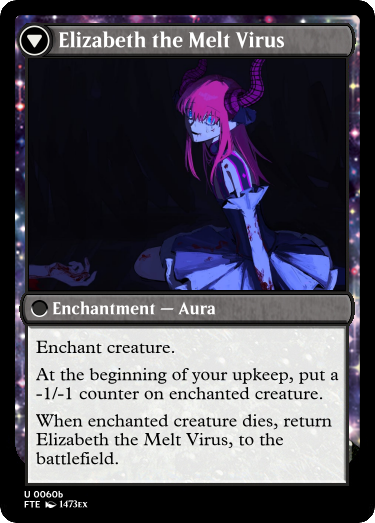 Elizabeth the Melt Virus
Enchantment — Aura
Enchant creature.
At the beginning of your upkeep, put a
-1/-1 counter on enchanted creature.
When enchanted creature dies, return
Elizabeth the Melt Virus, to the
battlefield.
U 0060b
FTE 1473EX